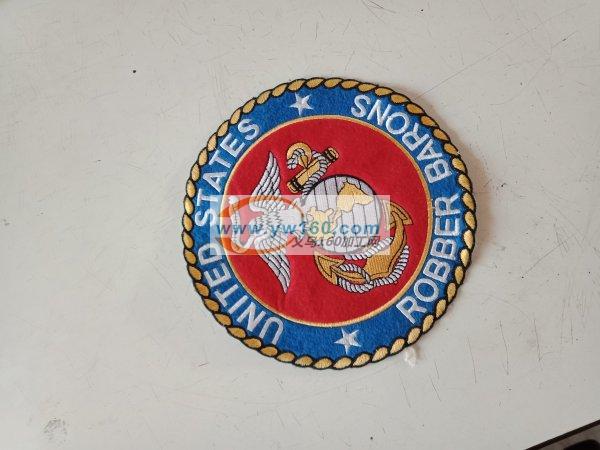 UNITED STATES
ROBBER BARONS
www.yw160.com
义乌160加工网